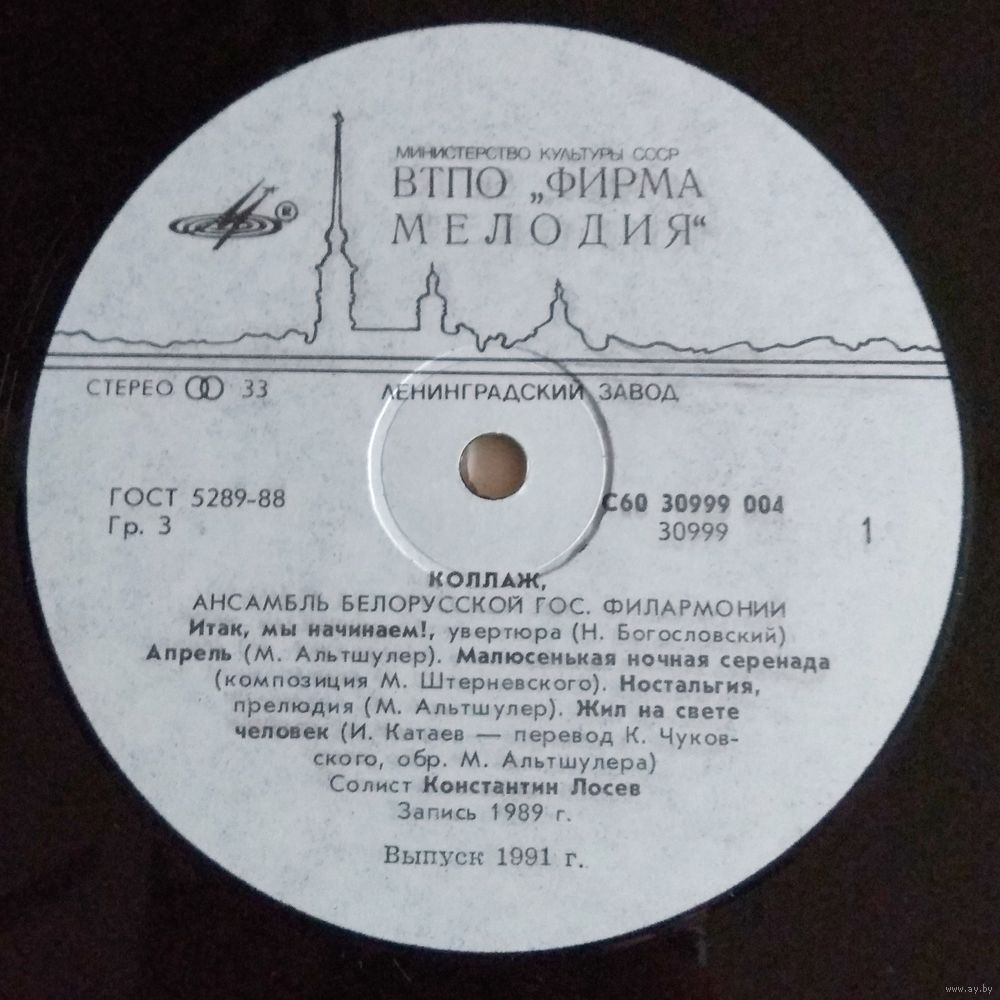 МИНИСТЕРСТВО КУЛЬТУРЫ СССР
ВТПО „ФИРМА
МЕЛОДИЯ“
®
СТЕРЕО 33
ЛЕНИНГРАДСКИЙ ЗАВОД
ГОСТ 5289-88
Гр. 3
С60 30999 004
30999
1
КОЛЛАЖ,
АНСАМБЛЬ БЕЛОРУССКОЙ ГОС. ФИЛАРМОНИИ
Итак, мы начинаем!, увертюра (Н. Богословский)
Апрель (М. Альтшулер). Малюсенькая ночная серенада
(композиция М. Штерневского). Ностальгия,
прелюдия (М. Альтшулер). Жил на свете
человек (И. Катаев — перевод К. Чуков-
ского, обр. М. Альтшулера)
Солист Константин Лосев
Запись 1989 г.
Выпуск 1991 г.
www.ay.by